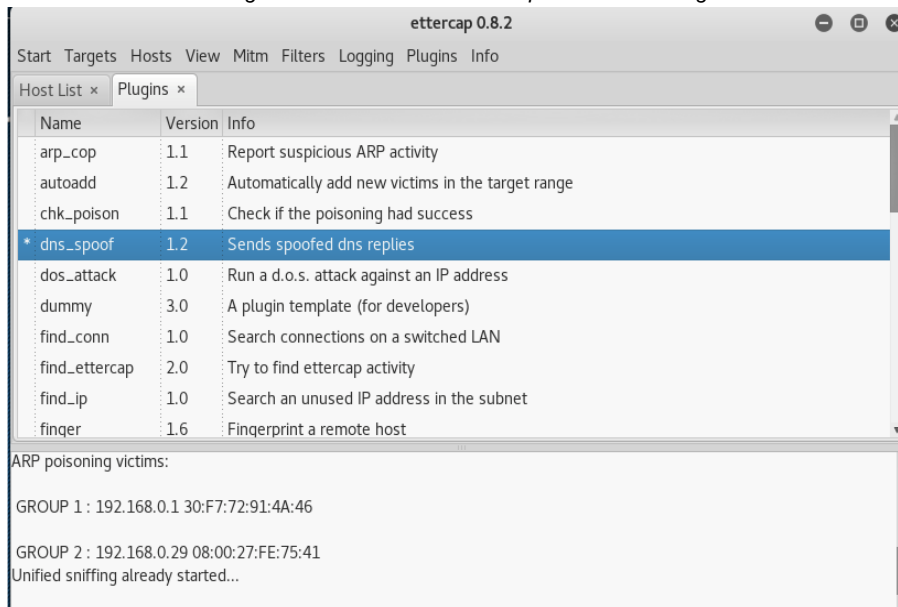 ettercap 0.8.2
Start Targets Hosts View Mitm Filters Logging Plugins Info
Host List × Plugins ×
Name Version Info
arp_cop 1.1 Report suspicious ARP activity
autoadd 1.2 Automatically add new victims in the target range
chk_poison 1.1 Check if the poisoning had success
* dns_spoof 1.2 Sends spoofed dns replies
dos_attack 1.0 Run a d.o.s. attack against an IP address
dummy 3.0 A plugin template (for developers)
find_conn 1.0 Search connections on a switched LAN
find_ettercap 2.0 Try to find ettercap activity
find_ip 1.0 Search an unused IP address in the subnet
finger 1.6 Fingerprint a remote host
ARP poisoning victims:
GROUP 1 : 192.168.0.1 30:F7:72:91:4A:46
GROUP 2 : 192.168.0.29 08:00:27:FE:75:41
Unified sniffing already started...